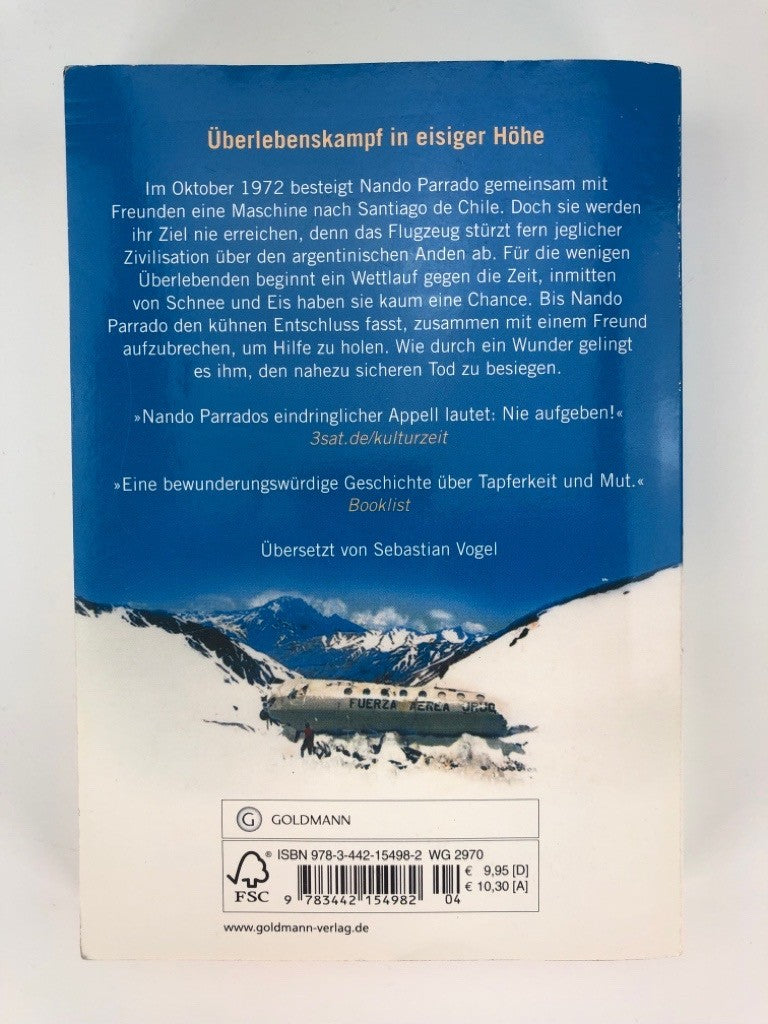 Überlebenskampf in eisiger Höhe
Im Oktober 1972 besteigt Nando Parrado gemeinsam mit
Freunden eine Maschine nach Santiago de Chile. Doch sie werden
ihr Ziel nie erreichen, denn das Flugzeug stürzt fern jeglicher
Zivilisation über den argentinischen Anden ab. Für die wenigen
Überlebenden beginnt ein Wettlauf gegen die Zeit, inmitten
von Schnee und Eis haben sie kaum eine Chance. Bis Nando
Parrado den kühnen Entschluss fasst, zusammen mit einem Freund
aufzubrechen, um Hilfe zu holen. Wie durch ein Wunder gelingt
es ihm, den nahezu sicheren Tod zu besiegen.
»Nando Parrados eindringlicher Appell lautet: Nie aufgeben!«
3sat.de/kulturzeit
»Eine bewunderungswürdige Geschichte über Tapferkeit und Mut.«
Booklist
Übersetzt von Sebastian Vogel
FUERZA AEREA
G GOLDMANN
® ISBN 978-3-442-15498-2 WG 2970
€ 9,95 [D]
€ 10,30 [A]
FSC
9 783442 154982 04
www.goldmann-verlag.de